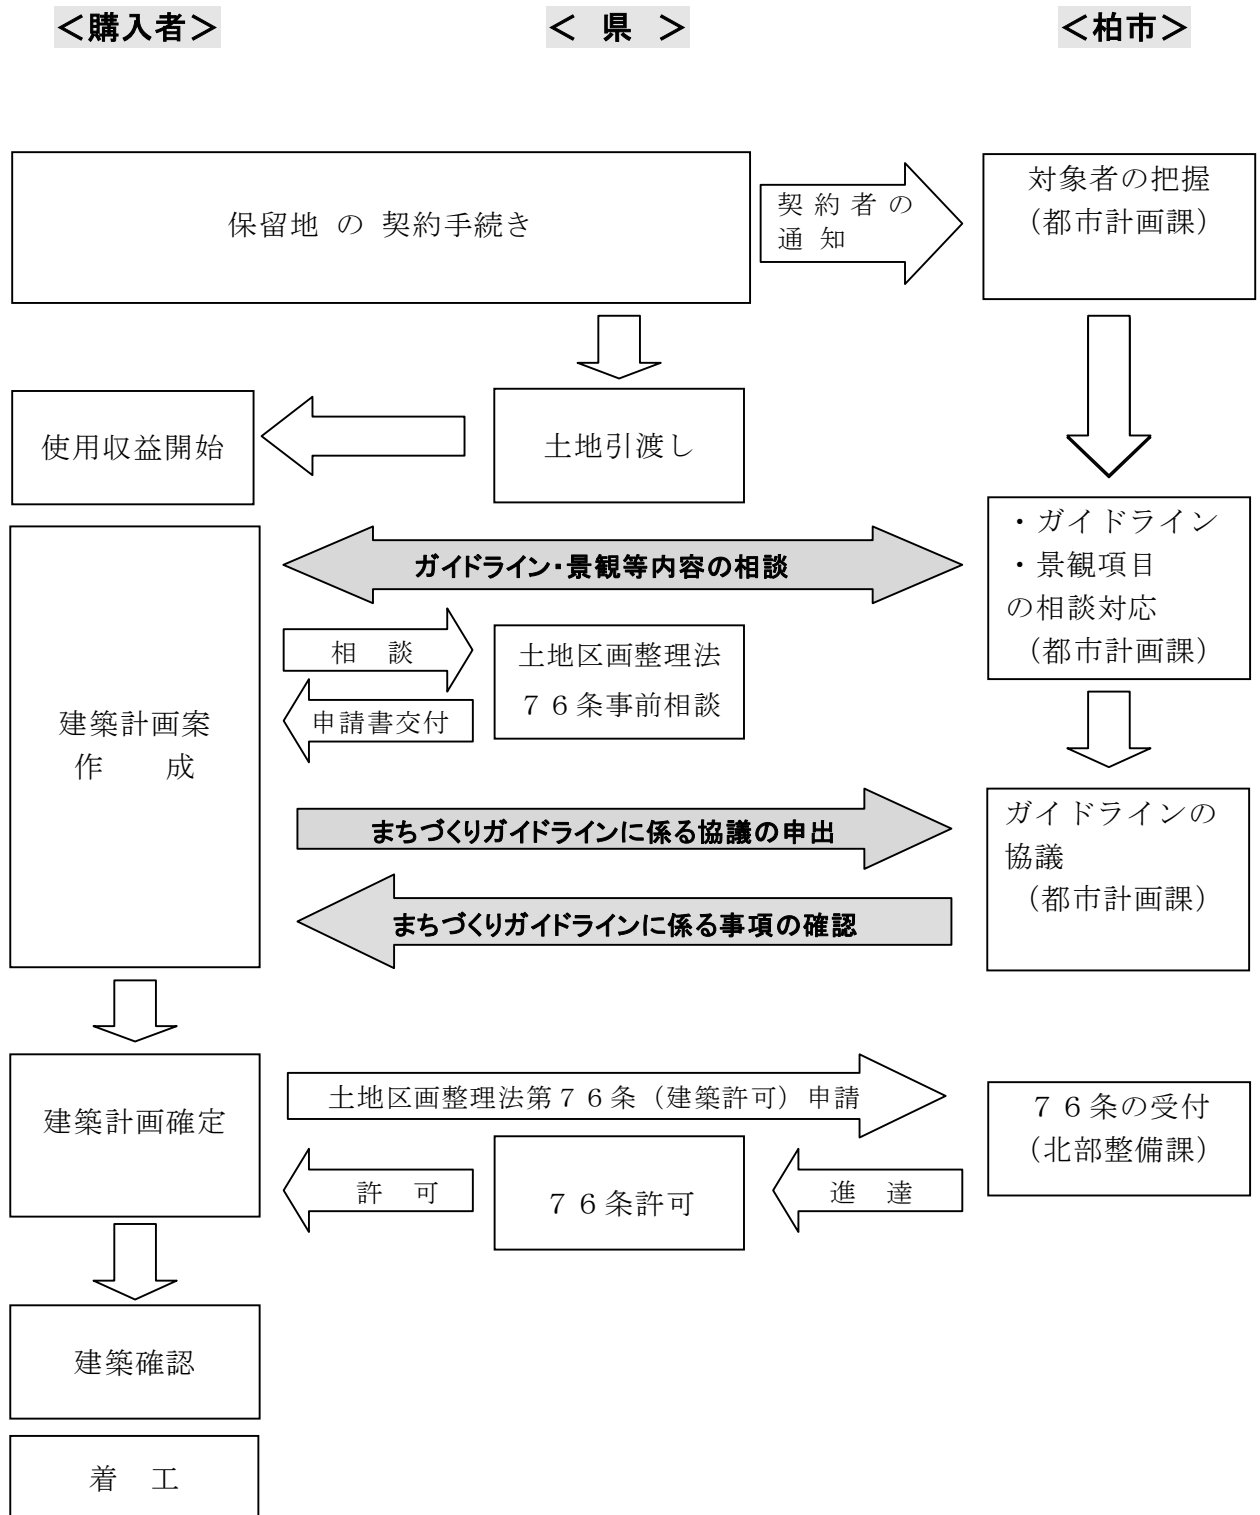 ＜購入者＞
＜ 県 ＞
＜柏市＞
保留地 の 契約手続き
契 約 者 の
通 知
対象者の把握
（都市計画課）
使用収益開始
土地引渡し
ガイドライン・景観等内容の相談
・ガイドライン
・景観項目
の相談対応
（都市計画課）
相　談
土地区画整理法
７６条事前相談
申請書交付
建築計画案
作　　成
まちづくりガイドラインに係る協議の申出
ガイドラインの
協議
（都市計画課）
まちづくりガイドラインに係る事項の確認
建築計画確定
土地区画整理法第７６条（建築許可）申請
７６条の受付
（北部整備課）
許　可
７６条許可
進　達
建築確認
着　工